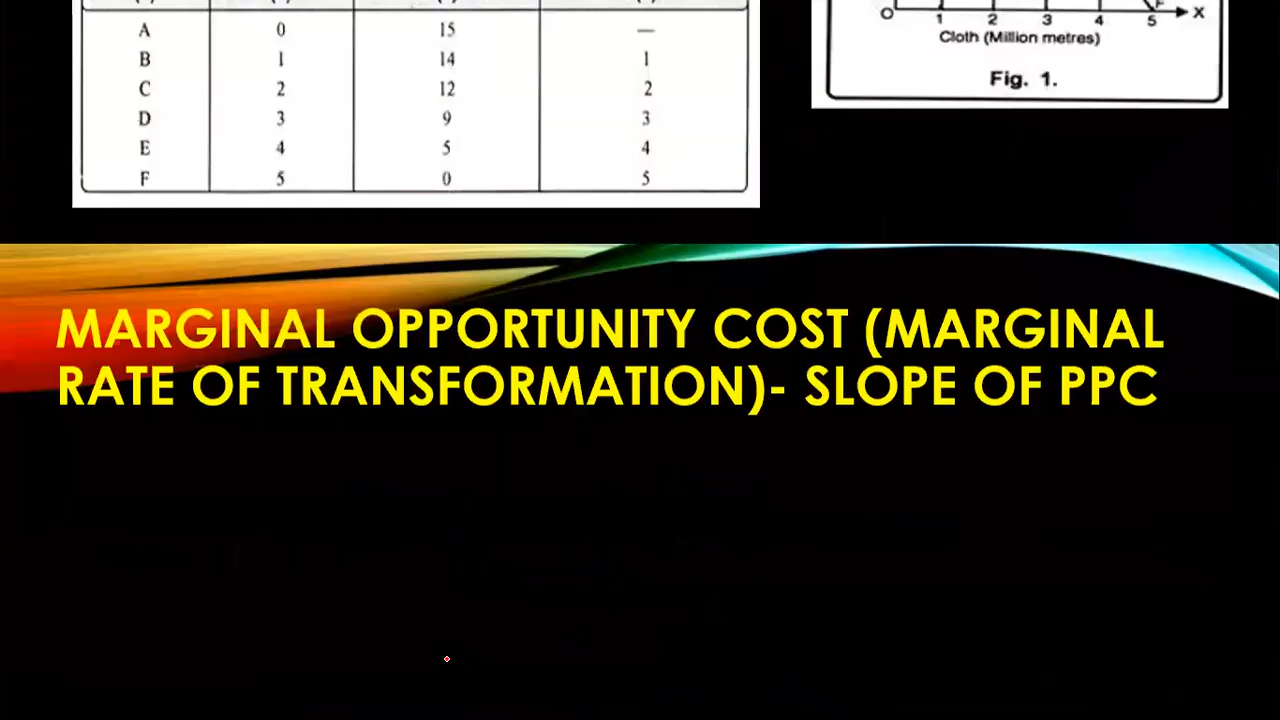 A 0 15 —
B 1 14 1
C 2 12 2
D 3 9 3
E 4 5 4
F 5 0 5
O 1 2 3 4 5 X
F
Cloth (Million metres)
Fig. 1.
MARGINAL OPPORTUNITY COST (MARGINAL
RATE OF TRANSFORMATION)- SLOPE OF PPC